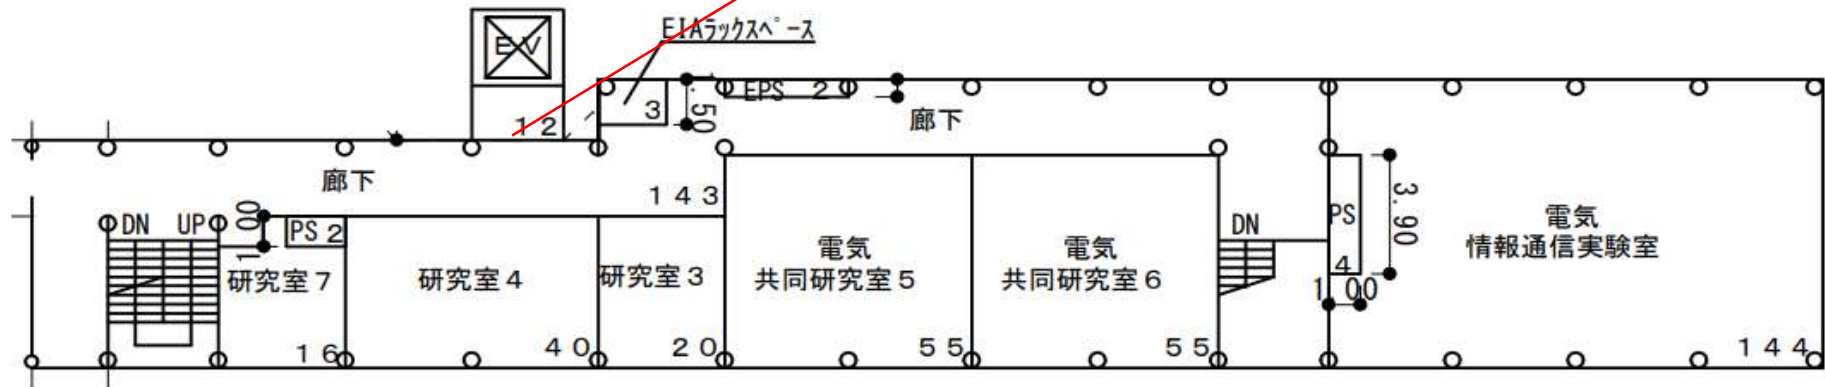 EV
EIAラックスペース
12
3
.50
EPS 2
廊下
廊下
143
DN UP
1.00
PS 2
研究室7
16
研究室4
40
研究室3
20
電気
共同研究室5
55
電気
共同研究室6
55
DN
PS
4
3.90
1.00
電気
情報通信実験室
144